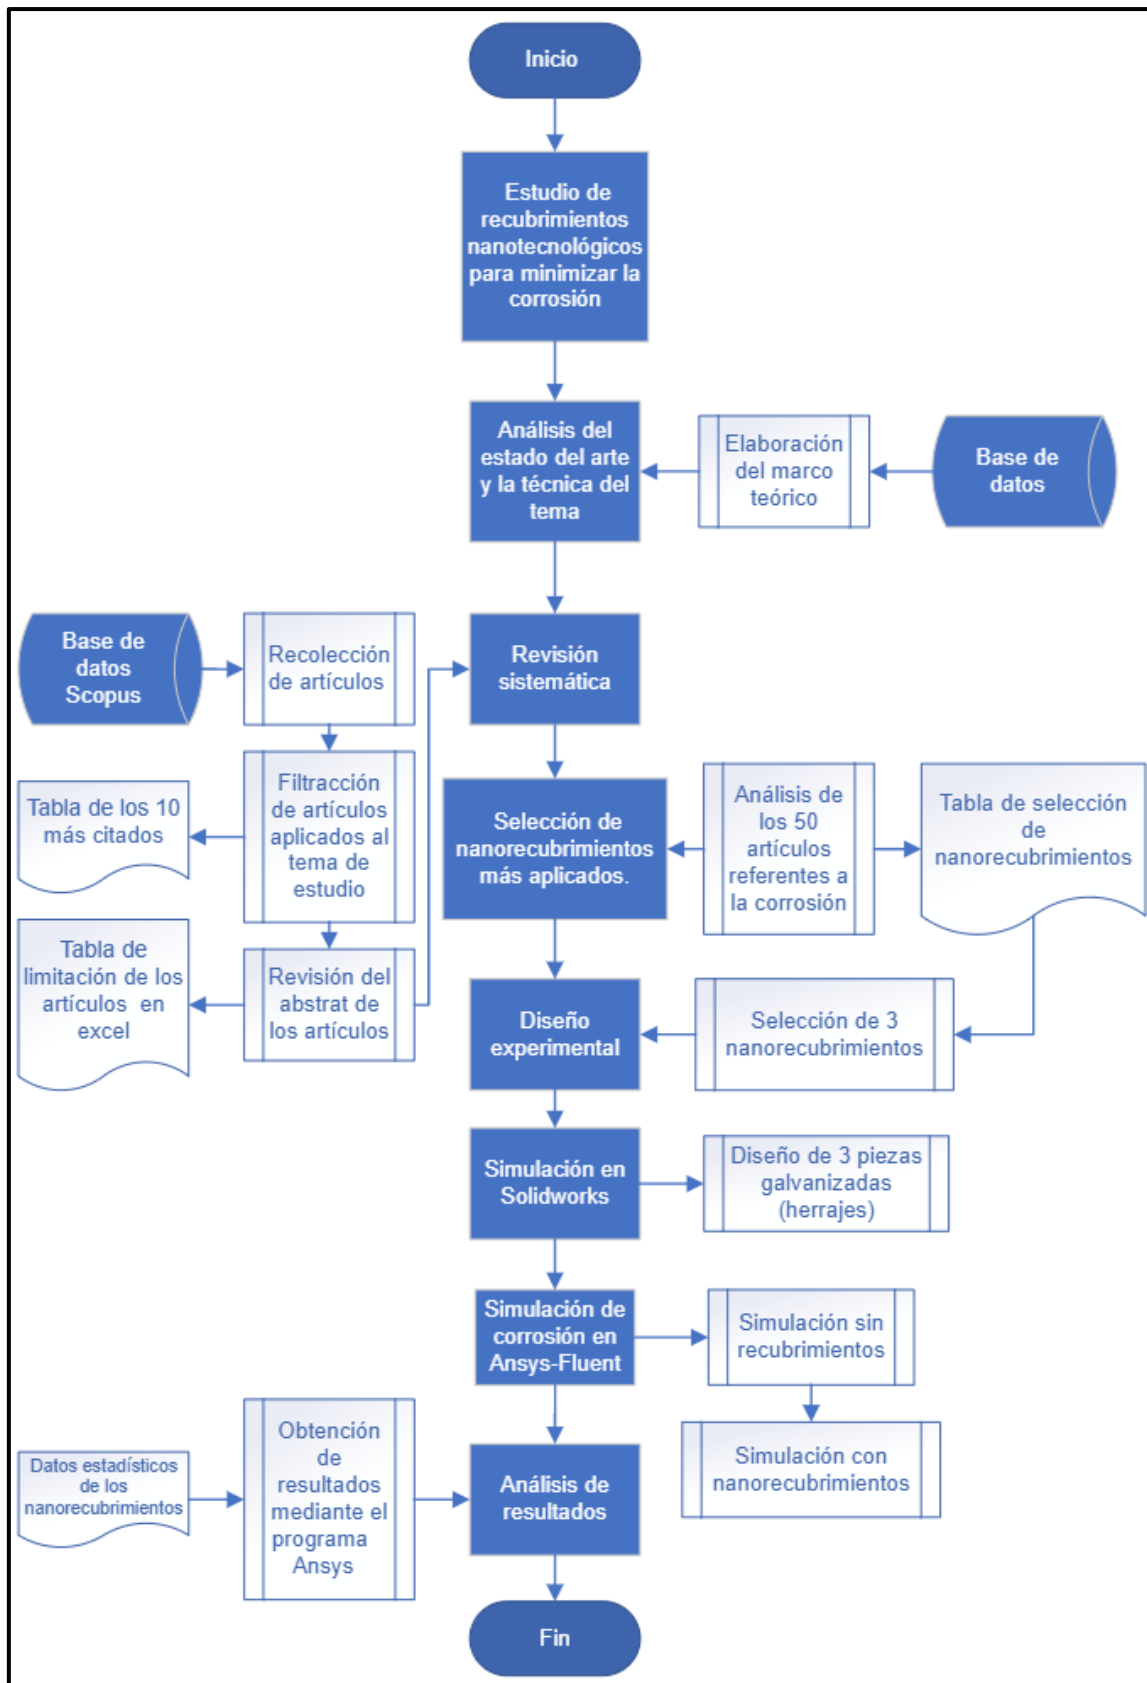 Inicio
Estudio de
recubrimientos
nanotecnológicos
para minimizar la
corrosión
Análisis del
estado del arte
y la técnica del
tema
Elaboración
del marco
teórico
Base de
datos
Base de
datos
Scopus
Recolección
de artículos
Revisión
sistemática
Tabla de los 10
más citados
Filtracción
de artículos
aplicados al
tema de
estudio
Selección de
nanorecubrimientos
más aplicados.
Análisis de
los 50
artículos
referentes a
la corrosión
Tabla de selección
de
nanorecubrimientos
Tabla de
limitación de los
artículos en
excel
Revisión del
abstrat de
los artículos
Diseño
experimental
Selección de 3
nanorecubrimientos
Simulación en
Solidworks
Diseño de 3 piezas
galvanizadas
(herrajes)
Simulación de
corrosión en
Ansys-Fluent
Simulación sin
recubrimientos
Simulación con
nanorecubrimientos
Datos estadísticos
de los
nanorecubrimientos
Obtención
de
resultados
mediante el
programa
Ansys
Análisis de
resultados
Fin